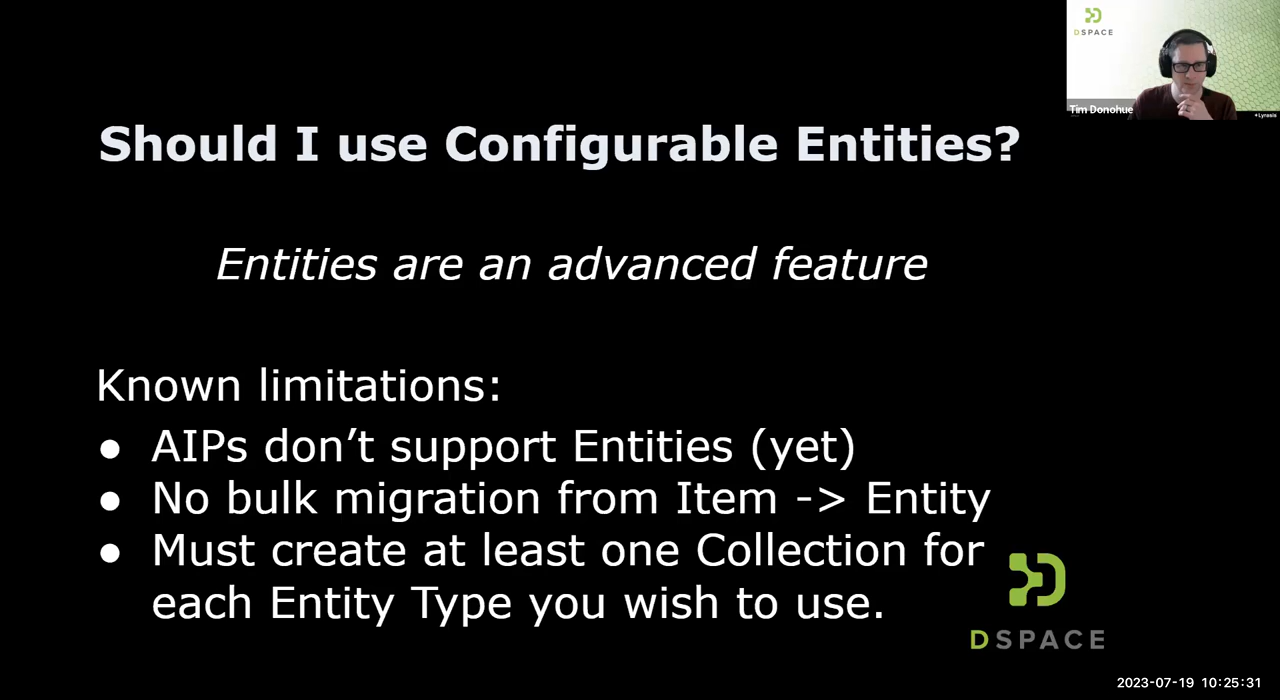 DSPACE
Tim Donohue
Lyrasis
Should I use Configurable Entities?
Entities are an advanced feature
Known limitations:
● AIPs don’t support Entities (yet)
● No bulk migration from Item -> Entity
● Must create at least one Collection for
each Entity Type you wish to use.
DSPACE
2023-07-19 10:25:31